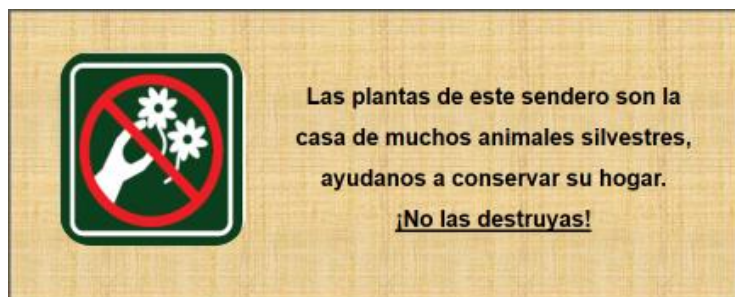 Las plantas de este sendero son la
casa de muchos animales silvestres,
ayudanos a conservar su hogar.
¡No las destruyas!